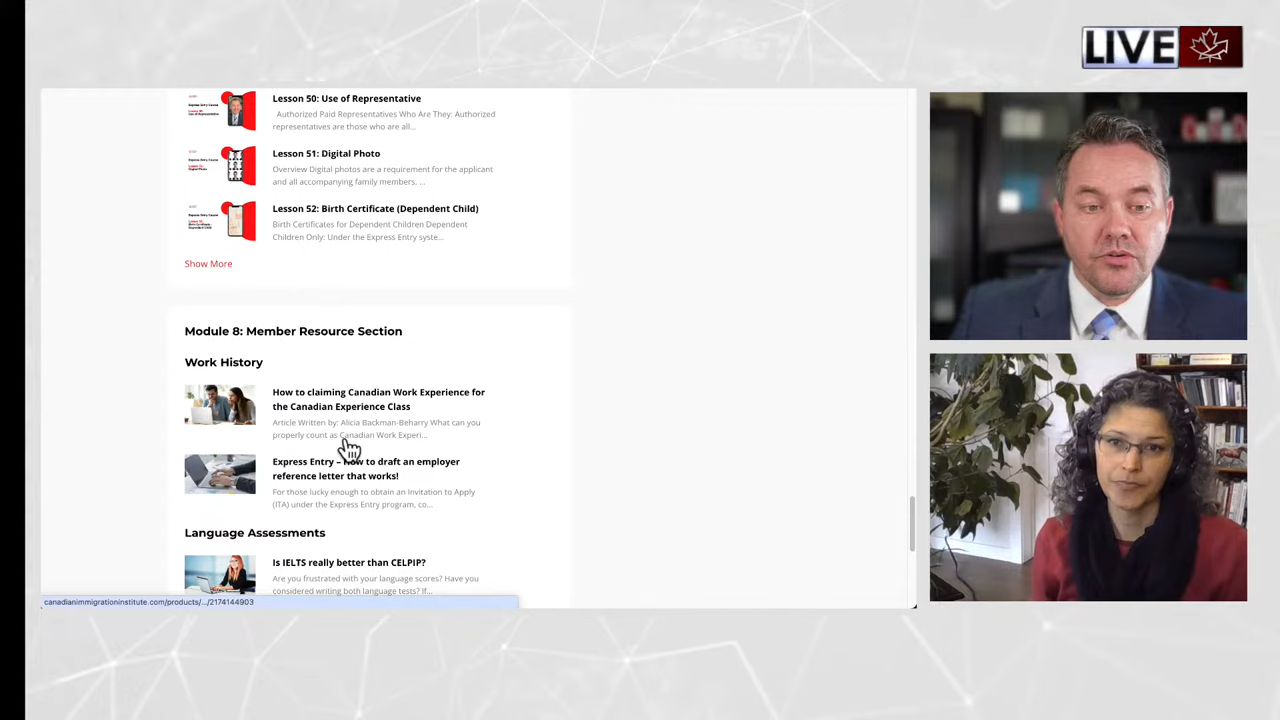 LIVE
Lesson 50: Use of Representative
Authorized Paid Representatives Who Are They: Authorized
representatives are those who are all...
Lesson 51: Digital Photo
Overview Digital photos are a requirement for the applicant
and all accompanying family members. ...
Lesson 52: Birth Certificate (Dependent Child)
Birth Certificates for Dependent Children Dependent
Children Only: Under the Express Entry syste...
Show More
Module 8: Member Resource Section
Work History
How to claiming Canadian Work Experience for
the Canadian Experience Class
Article Written by: Alicia Backman-Beharry What can you
properly count as Canadian Work Experi...
Express Entry – How to draft an employer
reference letter that works!
For those lucky enough to obtain an Invitation to Apply
(ITA) under the Express Entry program, co...
Language Assessments
Is IELTS really better than CELPIP?
Are you frustrated with your language scores? Have you
considered writing both language tests? If...
canadianimmigrationinstitute.com/products/.../2174144903